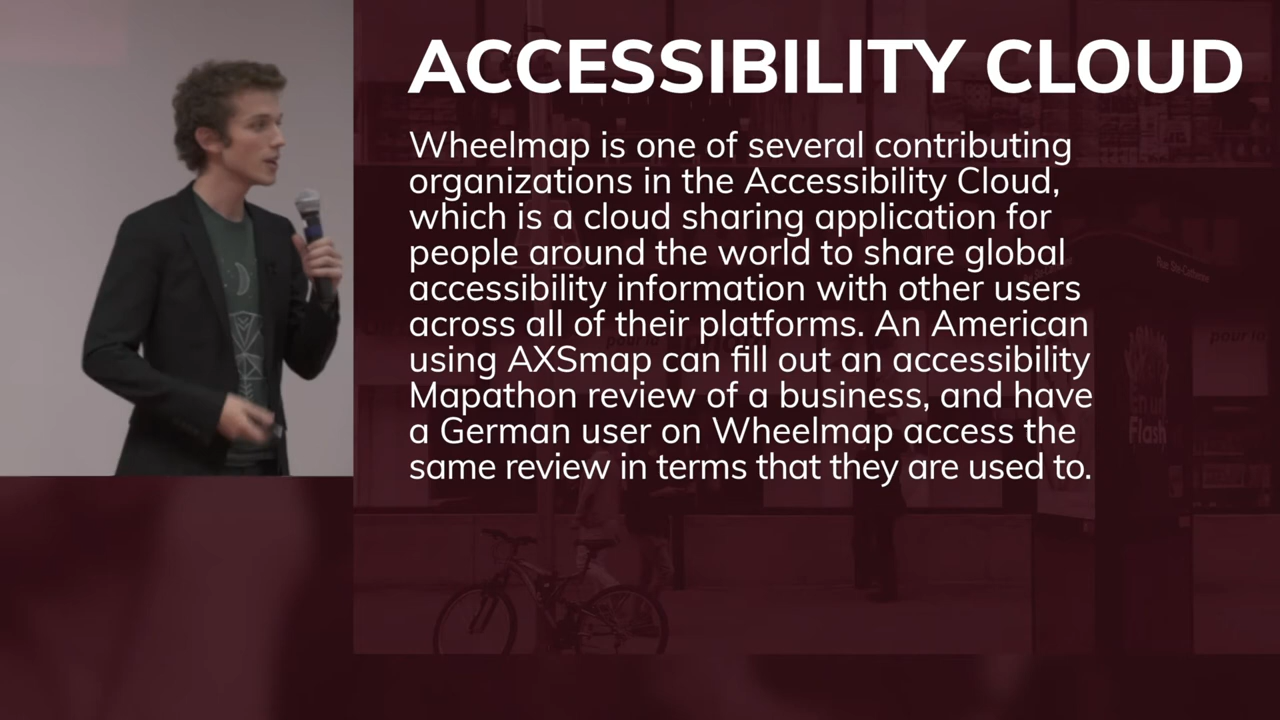 ACCESSIBILITY CLOUD
Wheelmap is one of several contributing
organizations in the Accessibility Cloud,
which is a cloud sharing application for
people around the world to share global
accessibility information with other users
across all of their platforms. An American
using AXSmap can fill out an accessibility
Mapathon review of a business, and have
a German user on Wheelmap access the
same review in terms that they are used to.
pour la
Flash